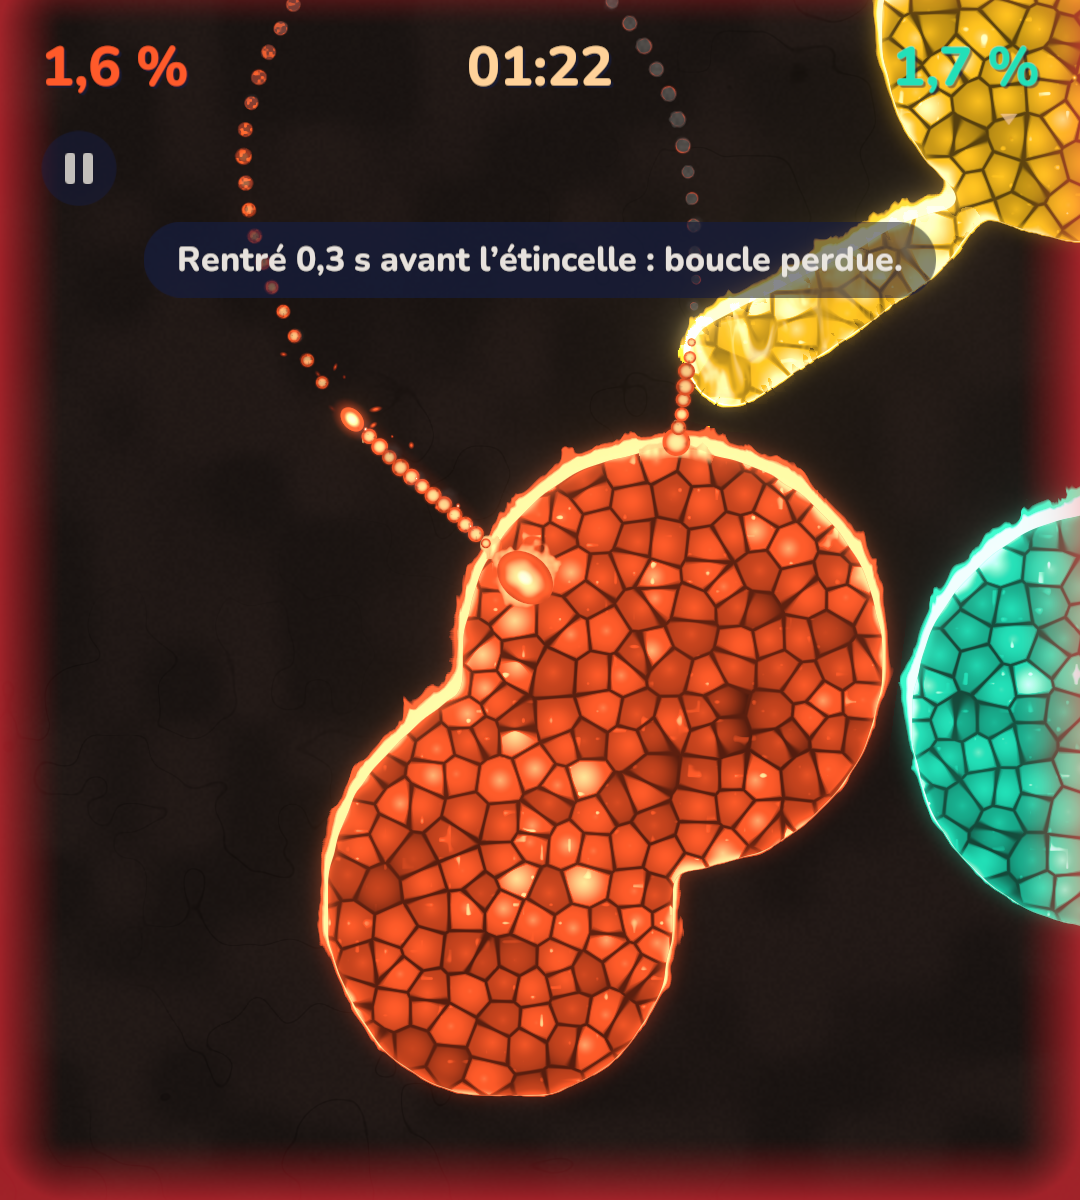 1,6 %
01:22
1,7 %
Rentré 0,3 s avant l’étincelle : boucle perdue.